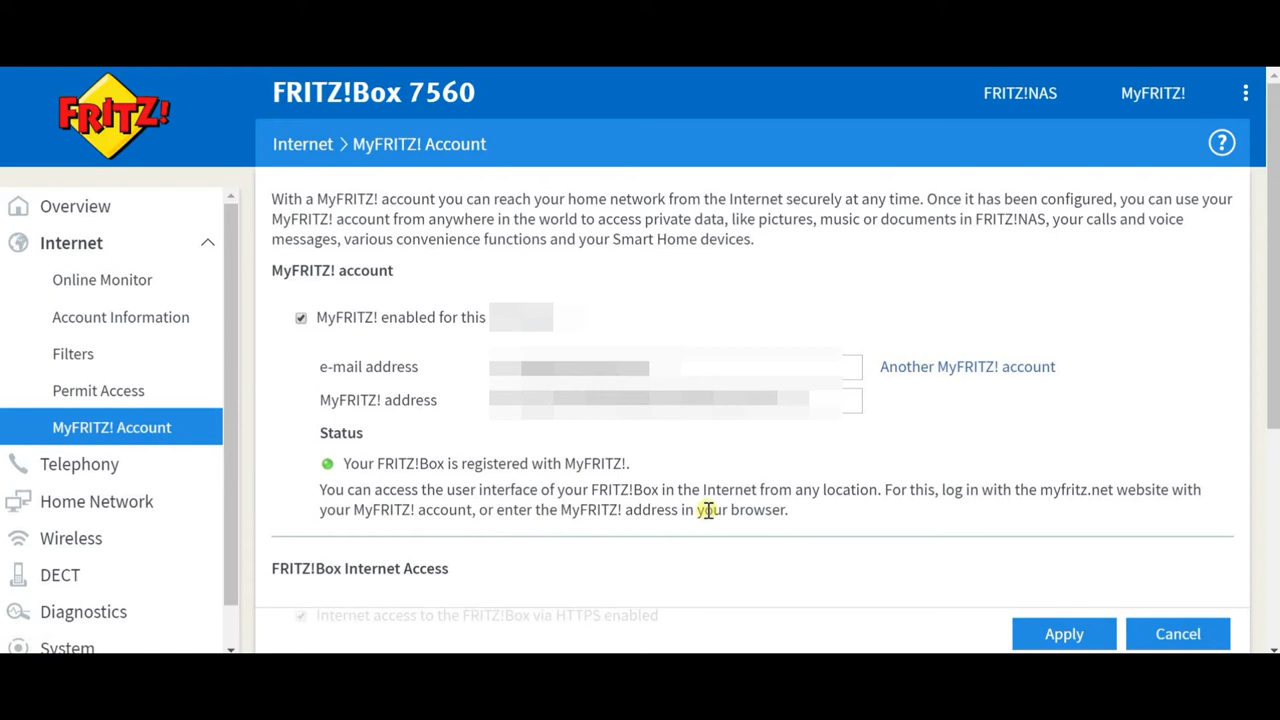 FRITZ!
FRITZ!Box 7560
FRITZ!NAS
MyFRITZ!
Internet > MyFRITZ! Account
?
Overview
Internet
Online Monitor
Account Information
Filters
Permit Access
MyFRITZ! Account
Telephony
Home Network
Wireless
DECT
Diagnostics
System
With a MyFRITZ! account you can reach your home network from the Internet securely at any time. Once it has been configured, you can use your
MyFRITZ! account from anywhere in the world to access private data, like pictures, music or documents in FRITZ!NAS, your calls and voice
messages, various convenience functions and your Smart Home devices.
MyFRITZ! account
MyFRITZ! enabled for this
e-mail address
Another MyFRITZ! account
MyFRITZ! address
Status
Your FRITZ!Box is registered with MyFRITZ!.
You can access the user interface of your FRITZ!Box in the Internet from any location. For this, log in with the myfritz.net website with
your MyFRITZ! account, or enter the MyFRITZ! address in your browser.
FRITZ!Box Internet Access
Internet access to the FRITZ!Box via HTTPS enabled
Apply
Cancel